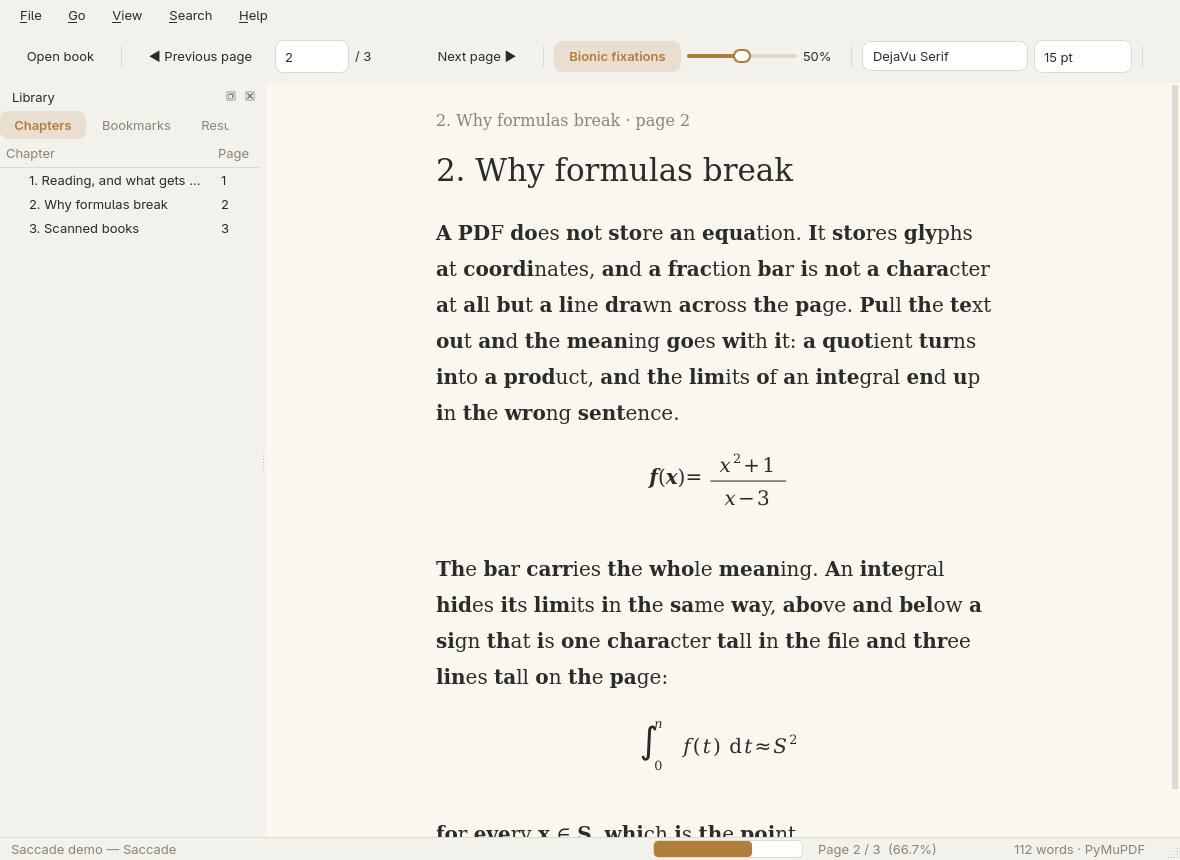 File Go View Search Help
Open book ◀ Previous page 2 / 3 Next page ▶ Bionic fixations 50% DejaVu Serif 15 pt
Library
Chapters Bookmarks Resu
Chapter Page
1. Reading, and what gets ... 1
2. Why formulas break 2
3. Scanned books 3
2. Why formulas break · page 2
2. Why formulas break
A PDF does not store an equation. It stores glyphs
at coordinates, and a fraction bar is not a character
at all but a line drawn across the page. Pull the text
out and the meaning goes with it: a quotient turns
into a product, and the limits of an integral end up
in the wrong sentence.
f(x)= x²+1
x−3
The bar carries the whole meaning. An integral
hides its limits in the same way, above and below a
sign that is one character tall in the file and three
lines tall on the page:
∫₀ⁿ f(t) dt≈S²
for every x ∈ S, which is the point
Saccade demo — Saccade Page 2 / 3 (66.7%) 112 words · PyMuPDF